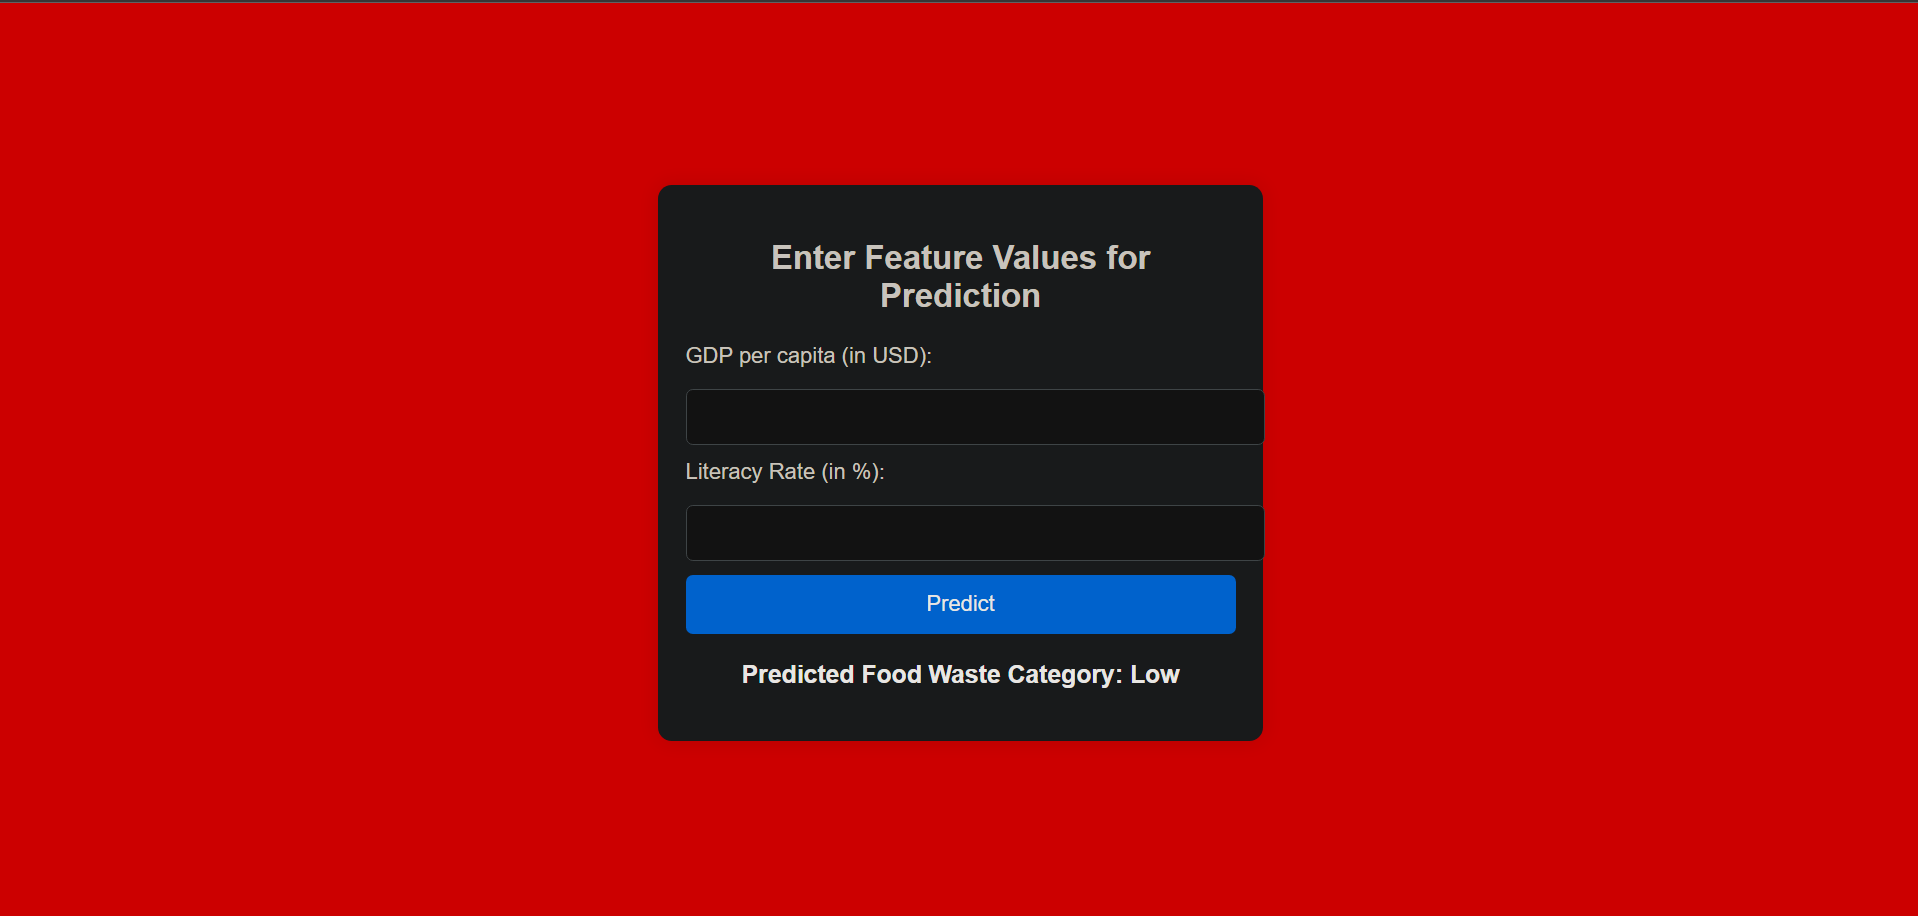 Enter Feature Values for
Prediction
GDP per capita (in USD):
Literacy Rate (in %):
Predict
Predicted Food Waste Category: Low